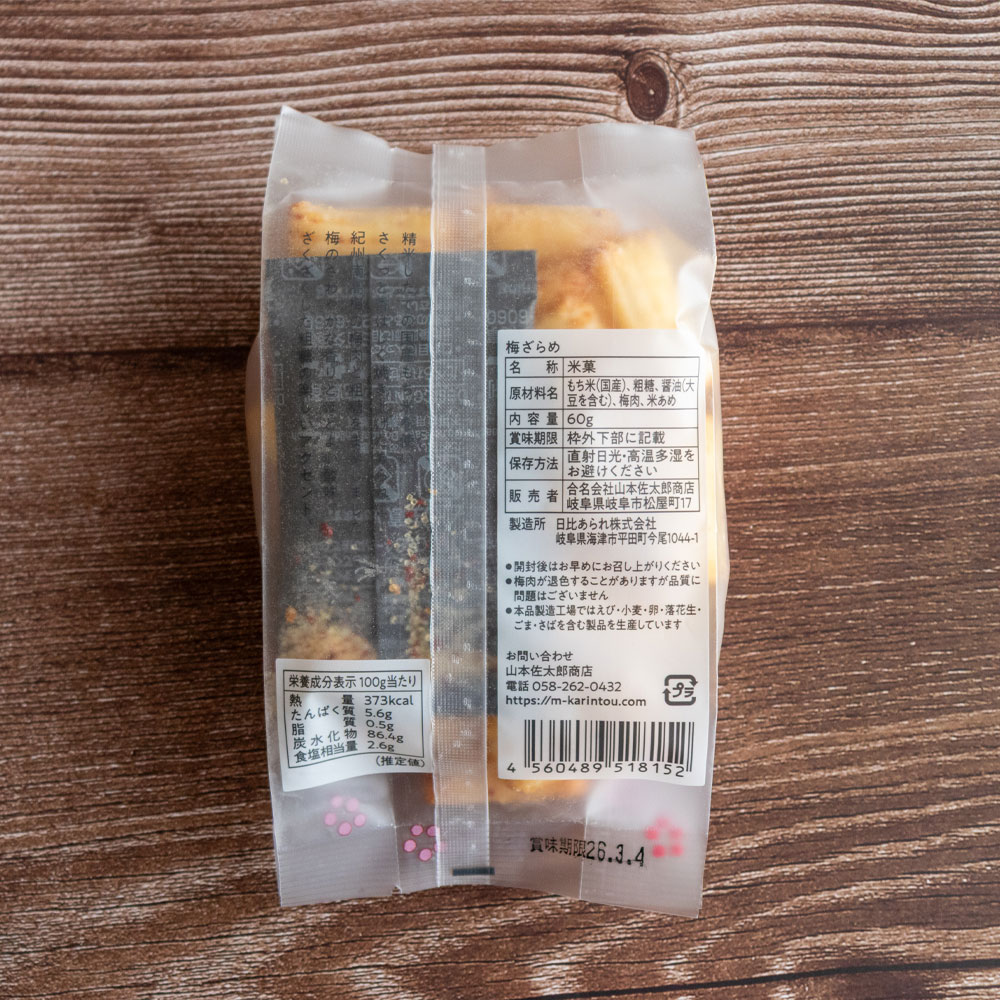 精米し
さく
紀州
梅の
ざく
梅ざらめ
名称 米菓
原材料名 もち米(国産)、粗糖、醤油(大
豆を含む)、梅肉、米あめ
内容量 60g
賞味期限 枠外下部に記載
保存方法 直射日光・高温多湿を
お避けください
販売者 合名会社山本佐太郎商店
岐阜県岐阜市松屋町17
製造所 日比あられ株式会社
岐阜県海津市平田町今尾1044-1
●開封後はお早めにお召し上がりください
●梅肉が退色することがありますが品質に
問題はございません
●本品製造工場ではえび・小麦・卵・落花生・
ごま・さばを含む製品を生産しています
お問い合わせ
山本佐太郎商店
電話 058-262-0432
https://m-karintou.com
プラ
4 560489 518152
栄養成分表示 100g当たり
熱量 373kcal
たんぱく質 5.6g
脂質 0.5g
炭水化物 86.4g
食塩相当量 2.6g
(推定値)
賞味期限26.3.4